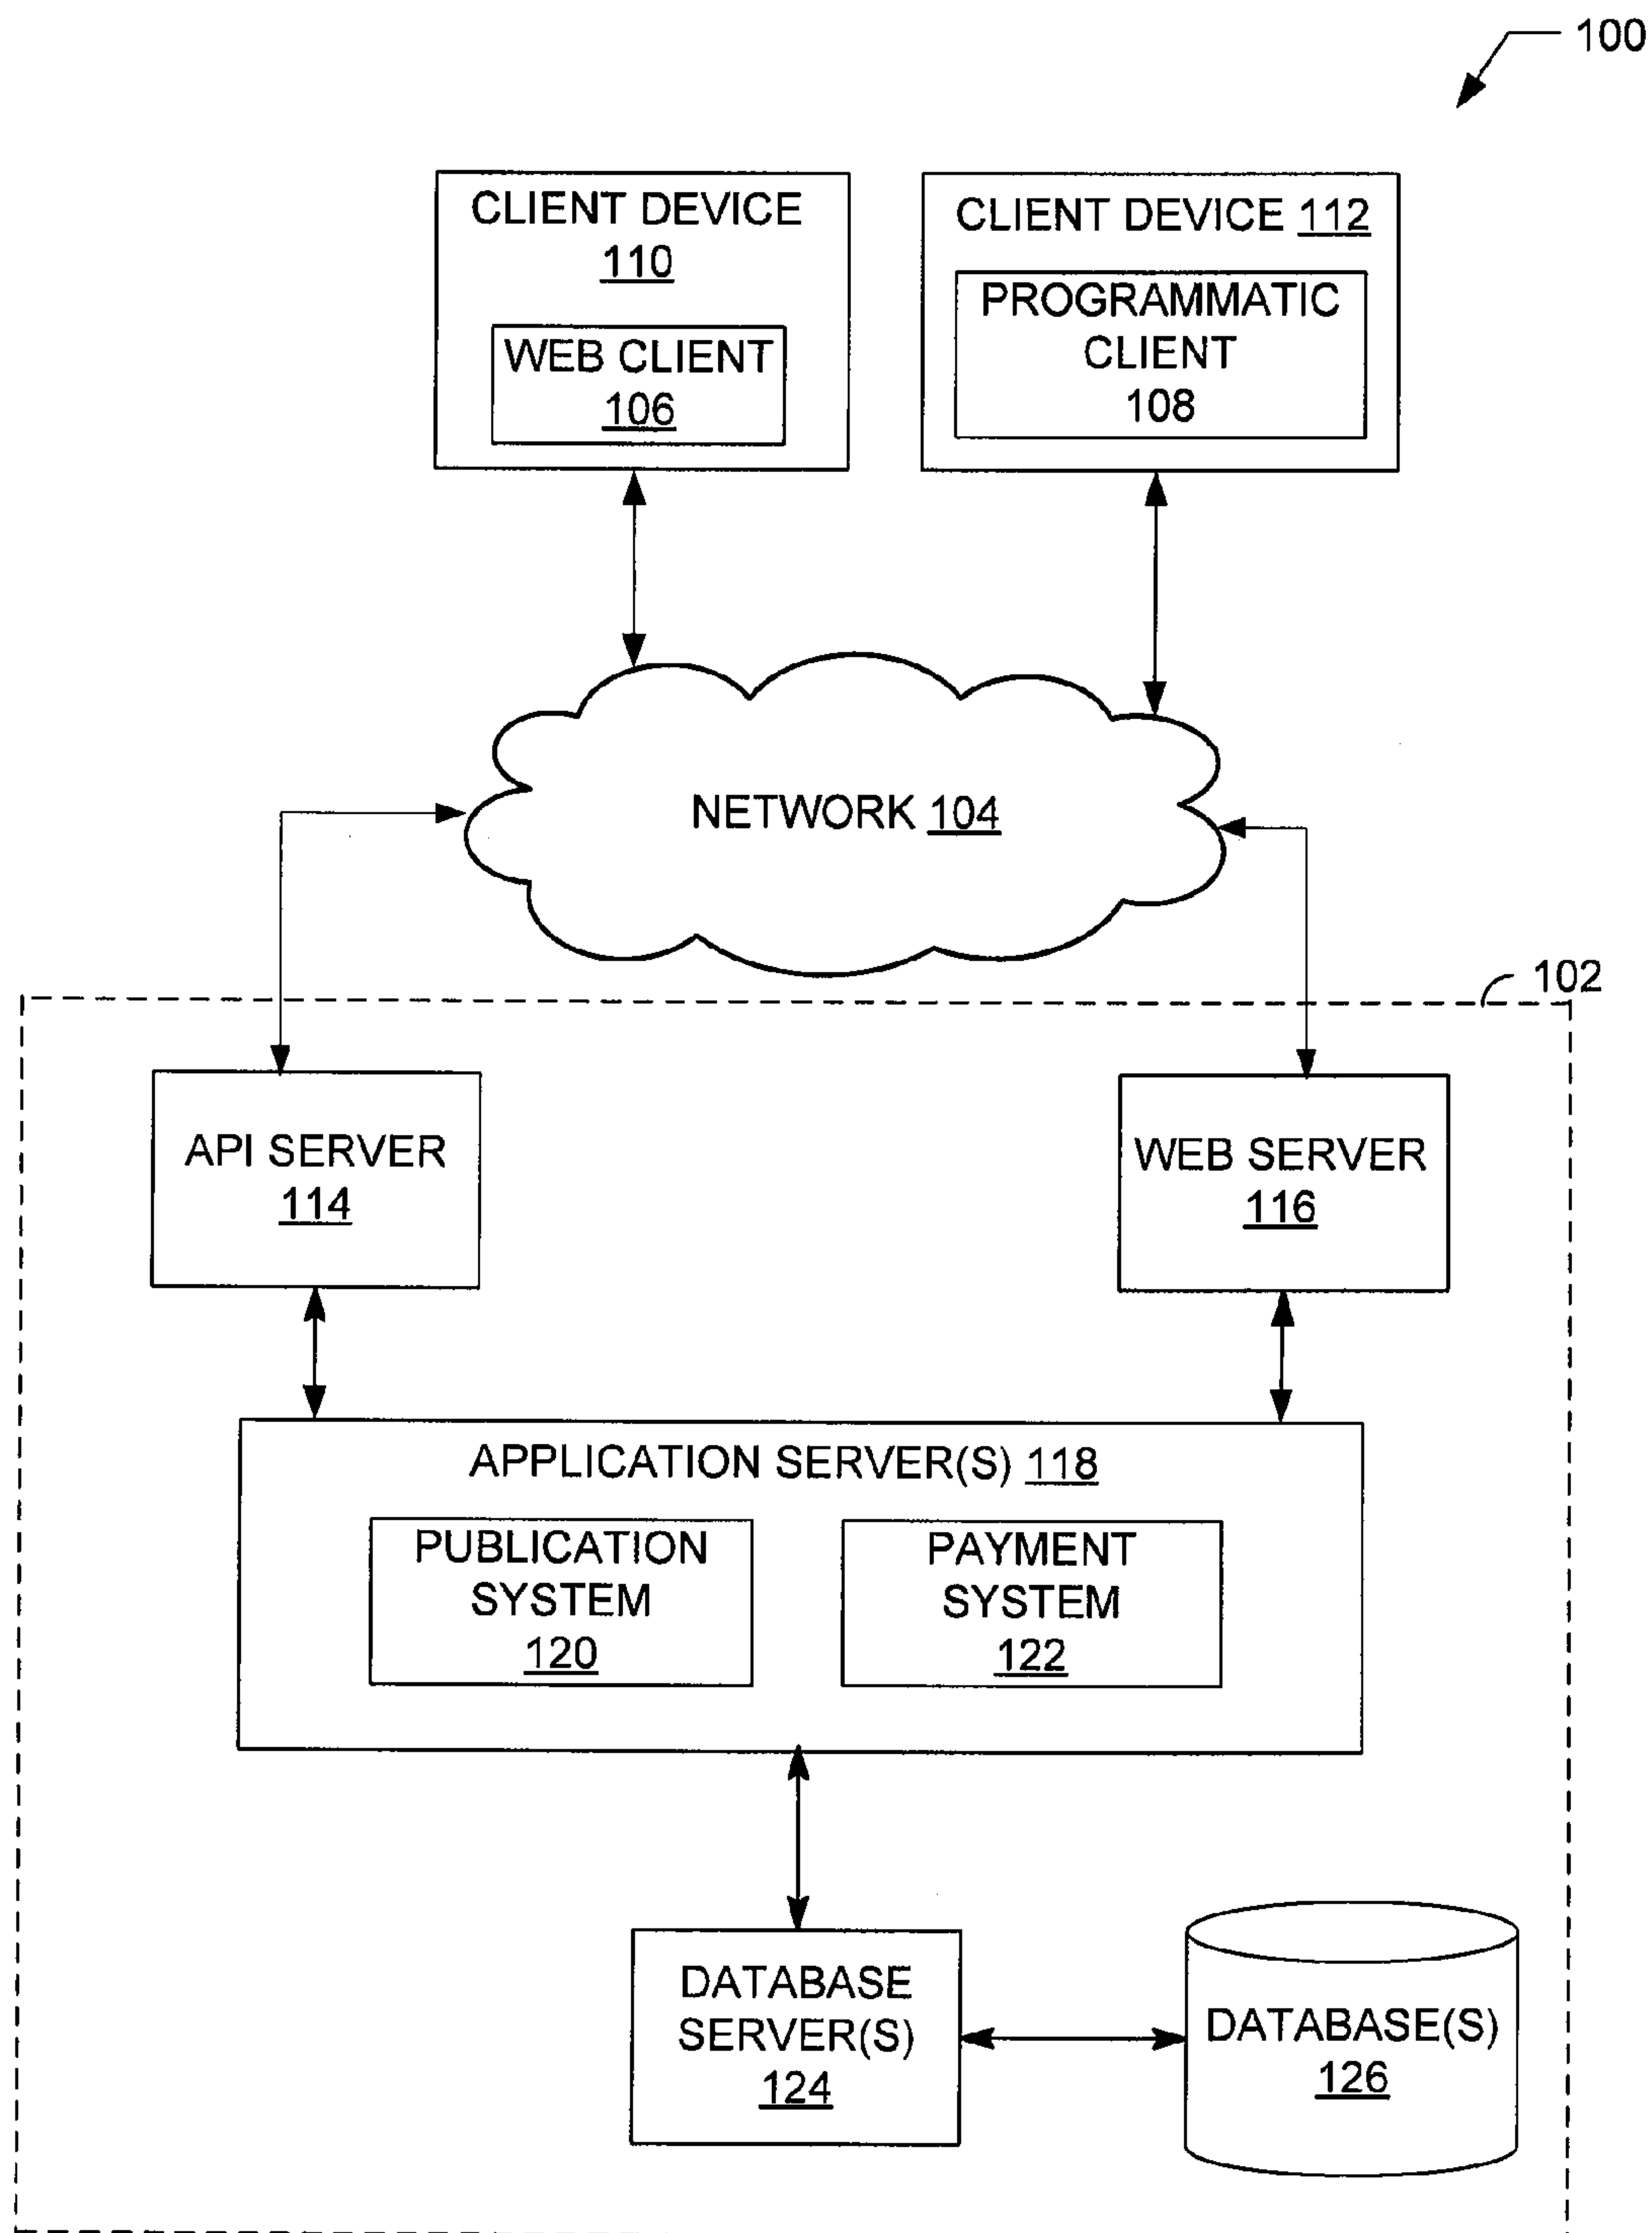 100
CLIENT DEVICE
110
WEB CLIENT
106
CLIENT DEVICE 112
PROGRAMMATIC
CLIENT
108
NETWORK 104
102
API SERVER
114
WEB SERVER
116
APPLICATION SERVER(S) 118
PUBLICATION
SYSTEM
120
PAYMENT
SYSTEM
122
DATABASE
SERVER(S)
124
DATABASE(S)
126